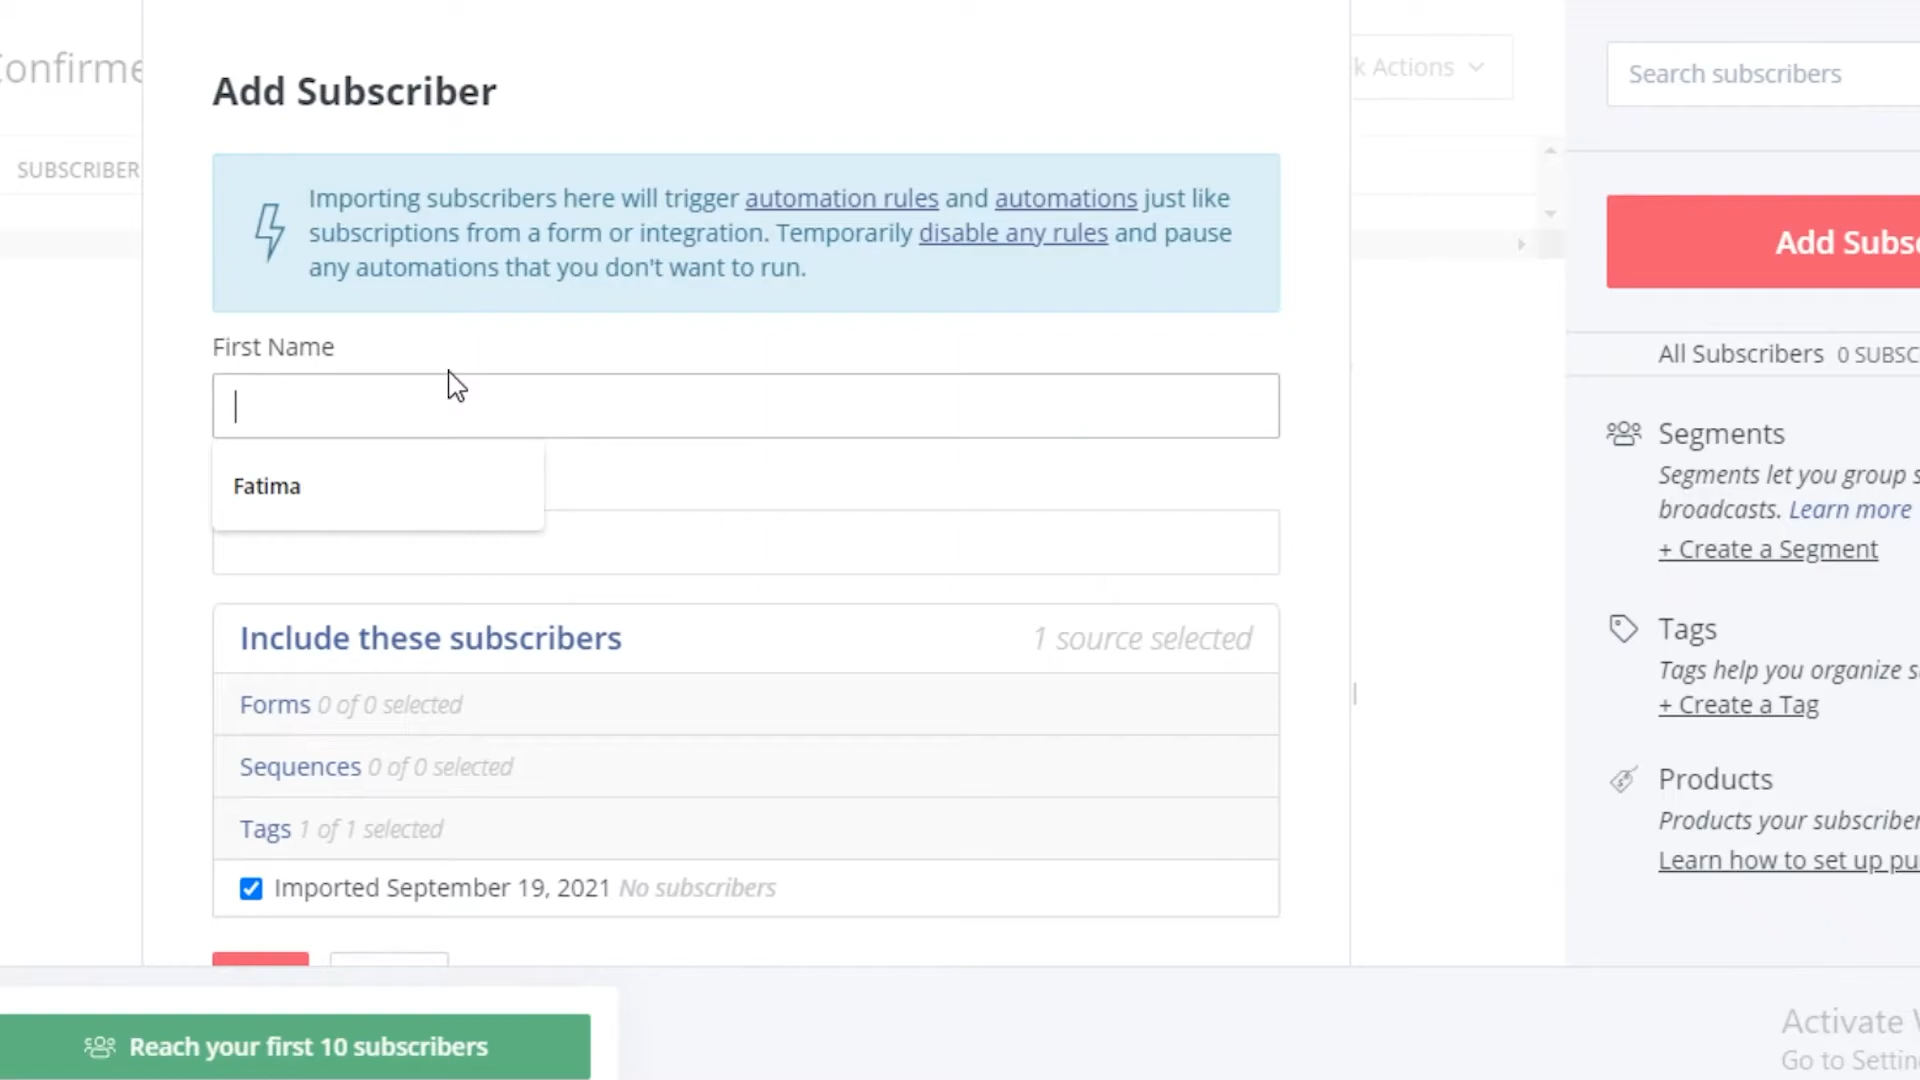 Confirme
k Actions
Search subscribers
Add Subscriber
SUBSCRIBER
Importing subscribers here will trigger automation rules and automations just like
subscriptions from a form or integration. Temporarily disable any rules and pause
any automations that you don't want to run.
Add Subsc
First Name
Fatima
All Subscribers 0 SUBSC
Segments
Segments let you group s
broadcasts. Learn more
+ Create a Segment
Include these subscribers 1 source selected
Forms 0 of 0 selected
Sequences 0 of 0 selected
Tags 1 of 1 selected
Imported September 19, 2021 No subscribers
Tags
Tags help you organize s
+ Create a Tag
Products
Products your subscriber
Learn how to set up pu
Reach your first 10 subscribers
Activate W
Go to Settin